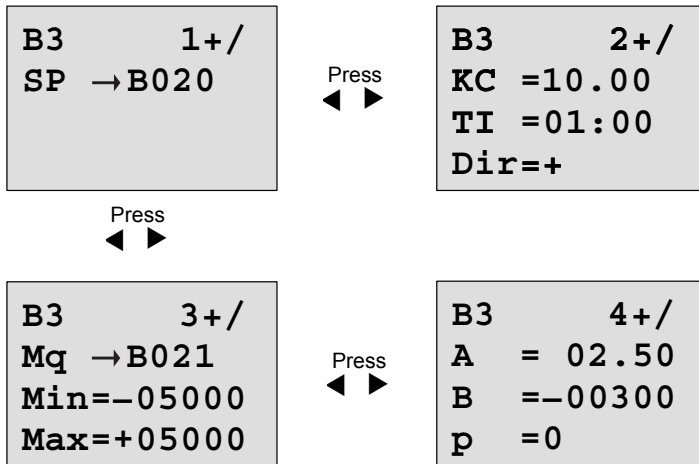 B3 1+/
SP →B020
Press
B3 2+/
KC =10.00
TI =01:00
Dir=+
Press
B3 3+/
Mq →B021
Min=–05000
Max=+05000
Press
B3 4+/
A = 02.50
B =–00300
p =0